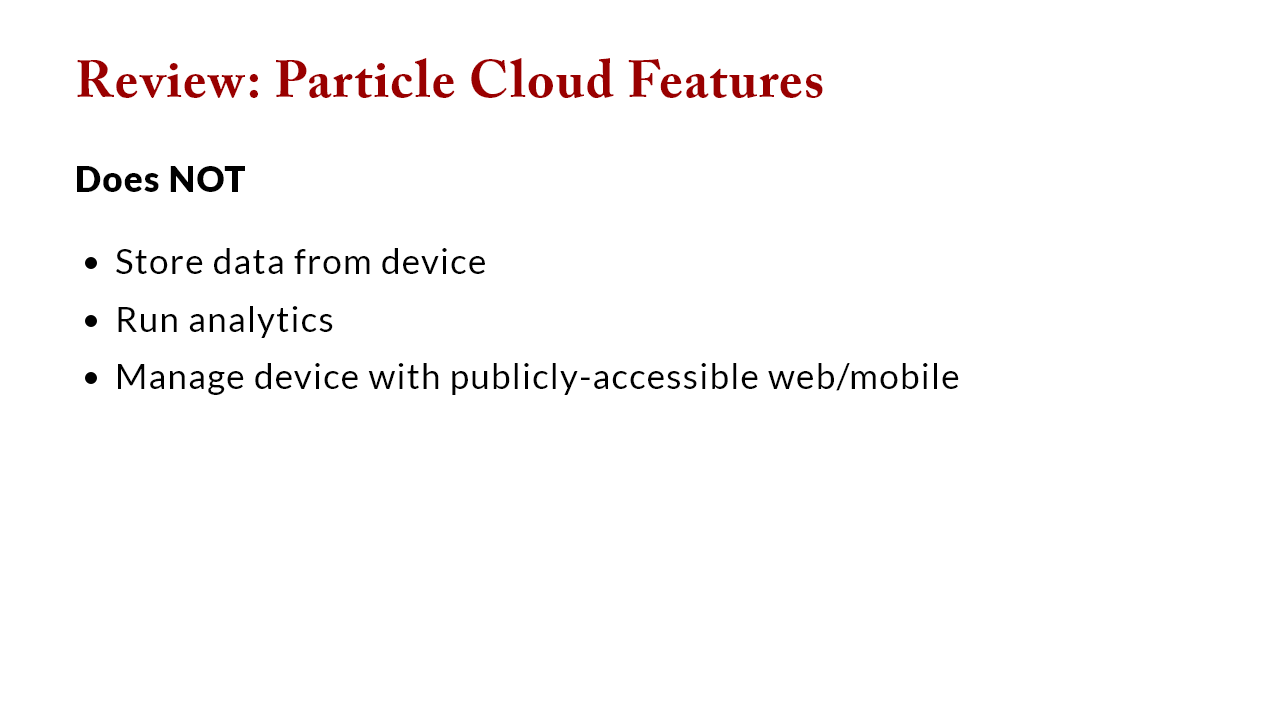 Review: Particle Cloud Features
Does NOT
• Store data from device
• Run analytics
• Manage device with publicly-accessible web/mobile